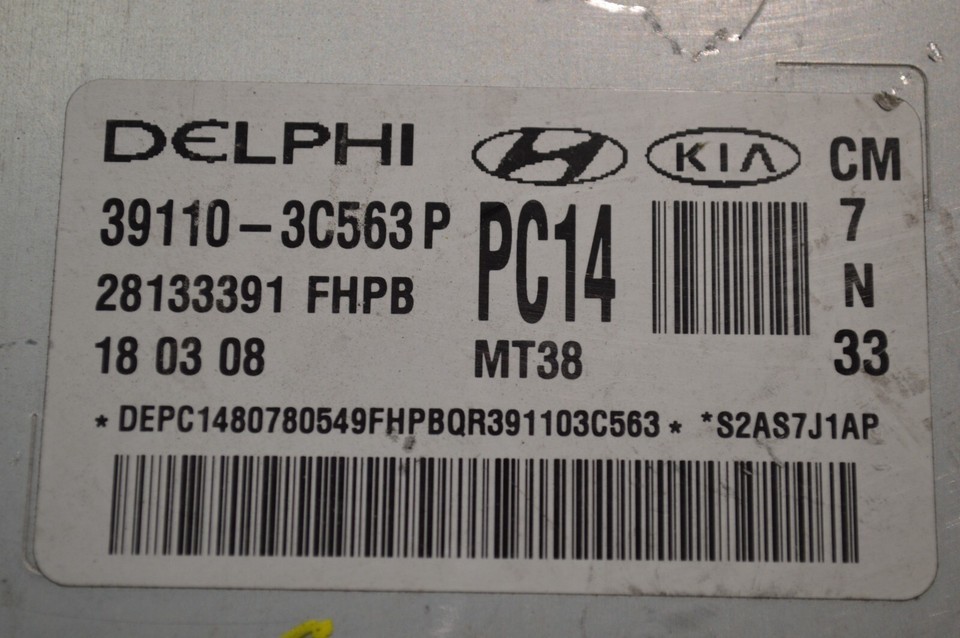 DELPHI H KIA CM
39110-3C563 P PC14 7
28133391 FHPB N
18 03 08 MT38 33
*DEPC1480780549FHPBQR391103C563* *S2AS7J1AP